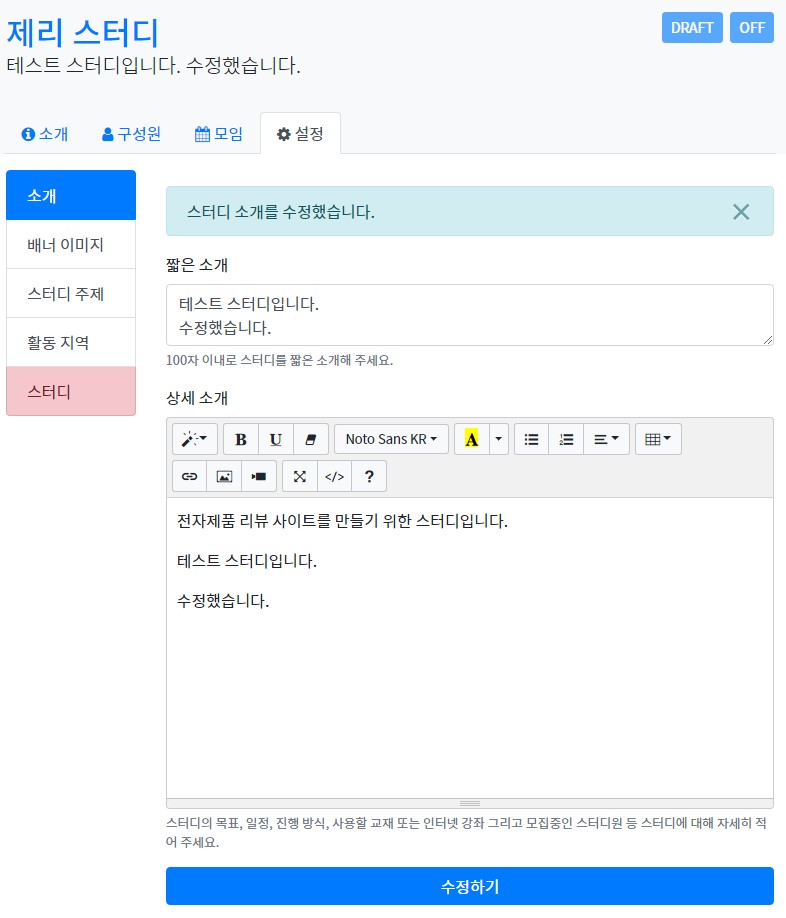 제리 스터디
DRAFT
OFF
테스트 스터디입니다. 수정했습니다.
소개
구성원
모임
설정
소개
배너 이미지
스터디 주제
활동 지역
스터디
스터디 소개를 수정했습니다.
짧은 소개
테스트 스터디입니다.
수정했습니다.
100자 이내로 스터디를 짧은 소개해 주세요.
상세 소개
B
U
Noto Sans KR
A
</>
?
전자제품 리뷰 사이트를 만들기 위한 스터디입니다.
테스트 스터디입니다.
수정했습니다.
스터디의 목표, 일정, 진행 방식, 사용할 교재 또는 인터넷 강좌 그리고 모집중인 스터디원 등 스터디에 대해 자세히 적
어 주세요.
수정하기